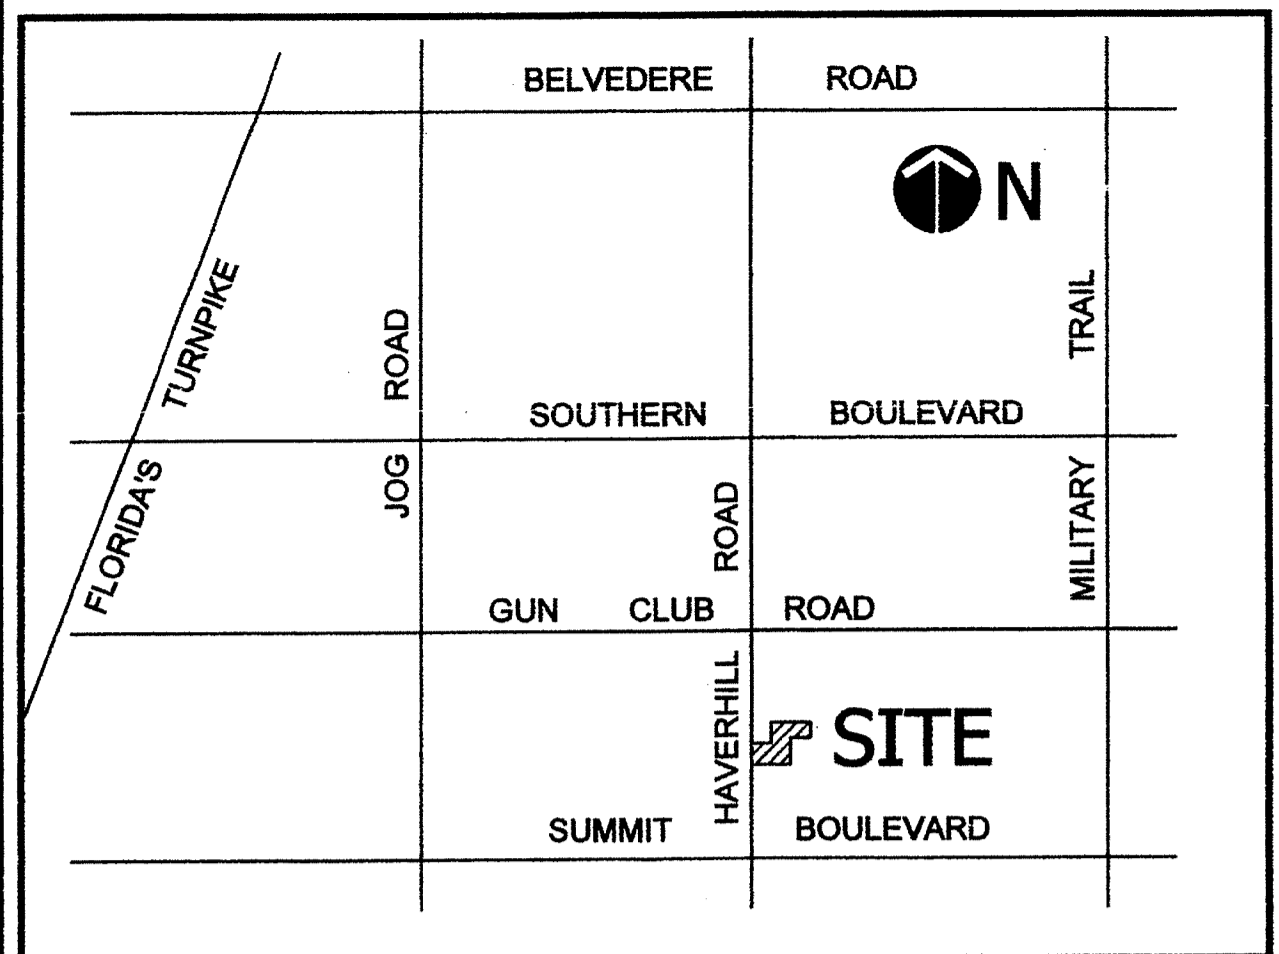 BELVEDERE ROAD
N
FLORIDA'S TURNPIKE
JOG ROAD
MILITARY TRAIL
SOUTHERN BOULEVARD
HAVERHILL ROAD
GUN CLUB ROAD
SITE
SUMMIT BOULEVARD